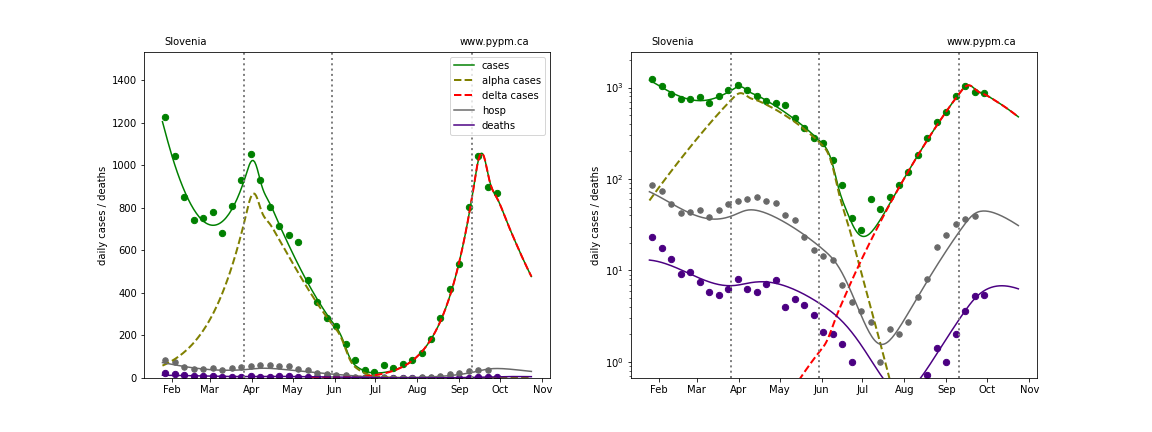 Slovenia www.pypm.ca
cases
alpha cases
delta cases
hosp
deaths
daily cases / deaths
1400
1200
1000
800
600
400
200
0
Feb Mar Apr May Jun Jul Aug Sep Oct Nov
Slovenia www.pypm.ca
daily cases / deaths
10³
10²
10¹
10⁰
Feb Mar Apr May Jun Jul Aug Sep Oct Nov